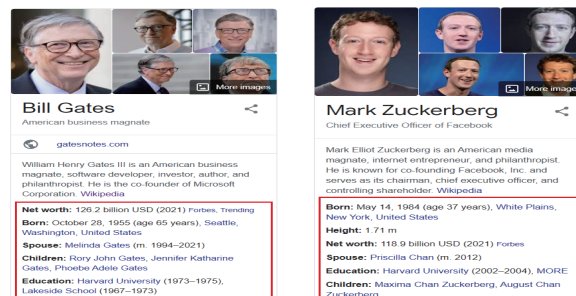 More images
Bill Gates
American business magnate
gatesnotes.com
William Henry Gates III is an American business
magnate, software developer, investor, author, and
philanthropist. He is the co-founder of Microsoft
Corporation. Wikipedia
Net worth: 126.2 billion USD (2021) Forbes, Trending
Born: October 28, 1955 (age 65 years), Seattle,
Washington, United States
Spouse: Melinda Gates (m. 1994–2021)
Children: Rory John Gates, Jennifer Katharine
Gates, Phoebe Adele Gates
Education: Harvard University (1973–1975),
Lakeside School (1967–1973)
More images
Mark Zuckerberg
Chief Executive Officer of Facebook
Mark Elliot Zuckerberg is an American media
magnate, internet entrepreneur, and philanthropist.
He is known for co-founding Facebook, Inc. and
serves as its chairman, chief executive officer, and
controlling shareholder. Wikipedia
Born: May 14, 1984 (age 37 years), White Plains,
New York, United States
Height: 1.71 m
Net worth: 118.9 billion USD (2021) Forbes
Spouse: Priscilla Chan (m. 2012)
Education: Harvard University (2002–2004), MORE
Children: Maxima Chan Zuckerberg, August Chan
Zuckerberg